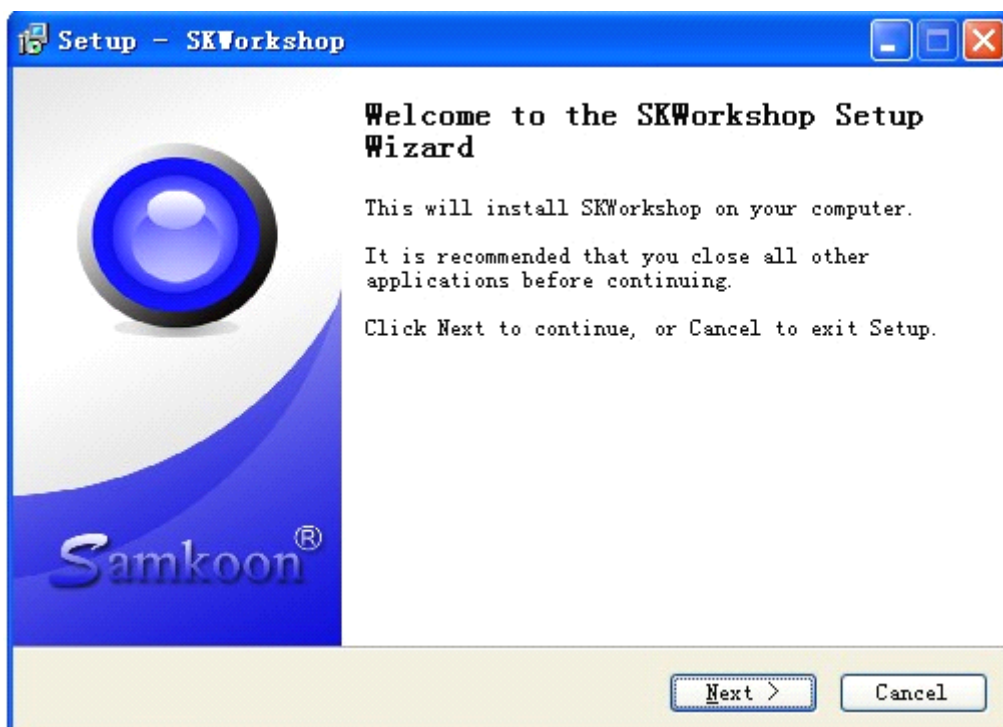 Setup - SKWorkshop
Welcome to the SKWorkshop Setup
Wizard
This will install SKWorkshop on your computer.
It is recommended that you close all other
applications before continuing.
Click Next to continue, or Cancel to exit Setup.
Samkoon®
Next >
Cancel